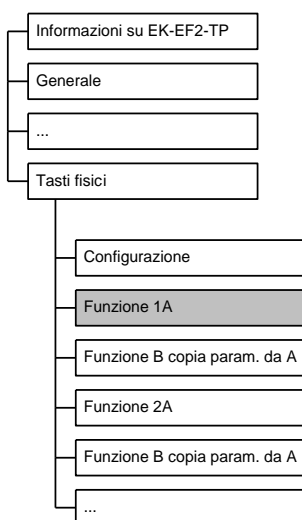 Informazioni su EK-EF2-TP
Generale
...
Tasti fisici
Configurazione
Funzione 1A
Funzione B copia param. da A
Funzione 2A
Funzione B copia param. da A
...